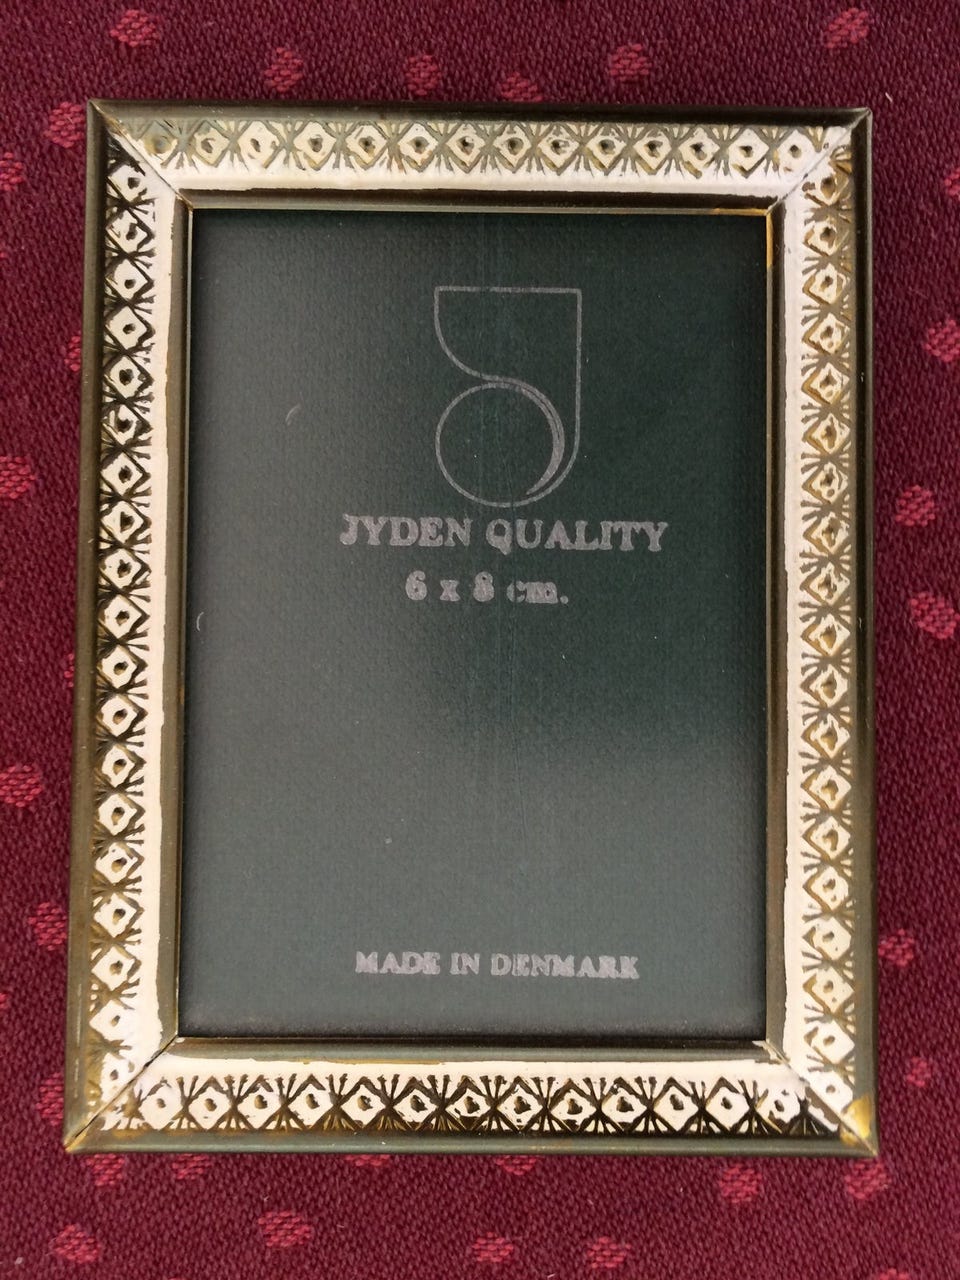 JYDEN QUALITY
6 x 8 cm.
MADE IN DENMARK